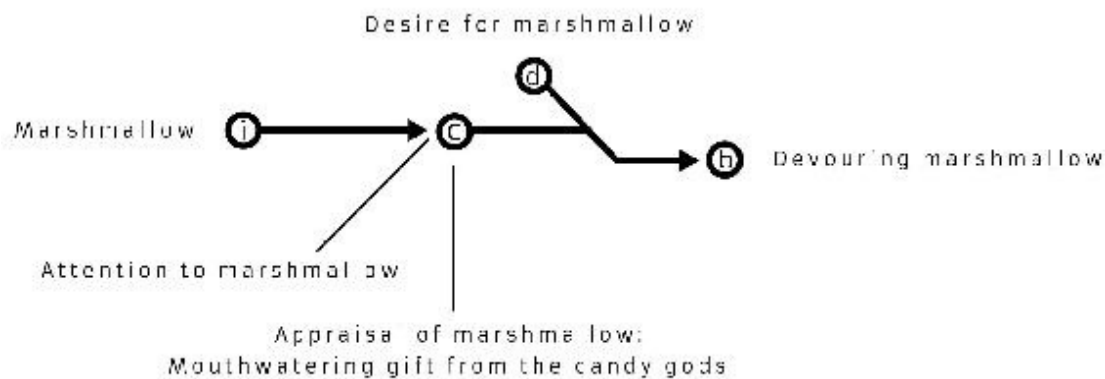 Desire for marshmallow
d
Marshmallow
i
c
h
Devouring marshmallow
Attention to marshmallow
Appraisal of marshmallow:
Mouthwatering gift from the candy gods